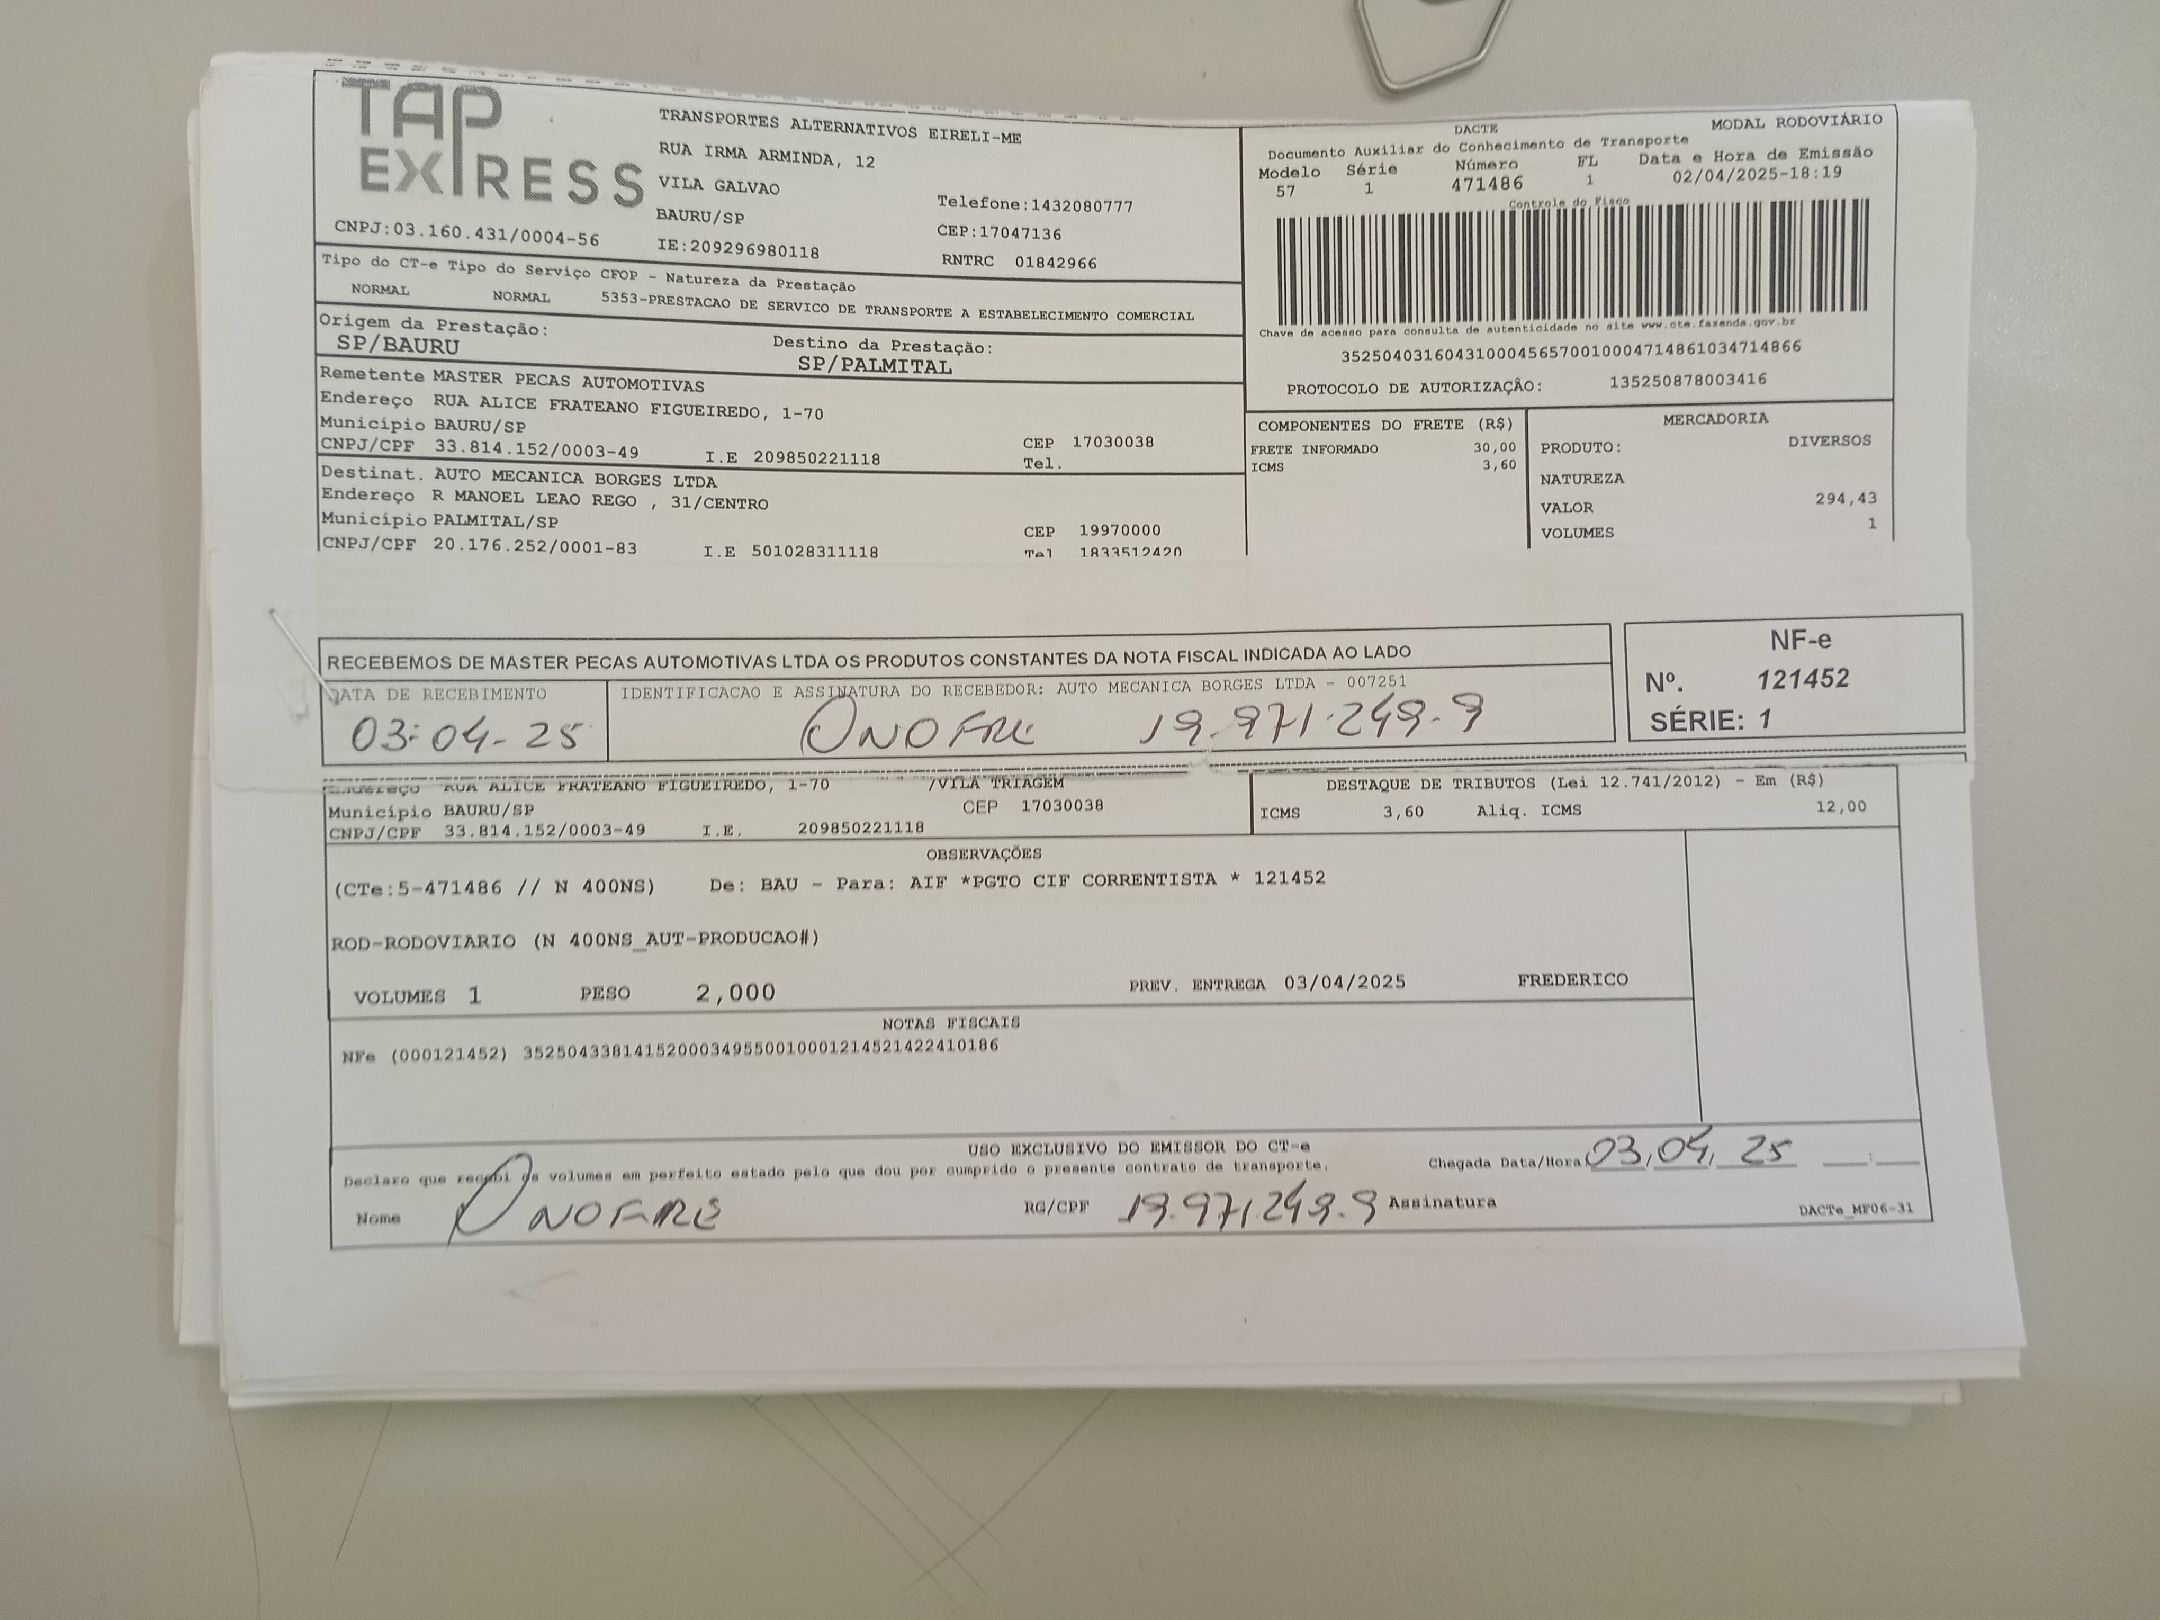 TAP EXPRESS
TRANSPORTES ALTERNATIVOS EIRELI-ME
RUA IRMA ARMINDA, 12
VILA GALVAO
BAURU/SP
Telefone:1432080777
CEP:17047136
CNPJ:03.160.431/0004-56
IE:209296980118
RNTRC 01842966
DACTE
MODAL RODOVIÁRIO
Documento Auxiliar do Conhecimento de Transporte
Modelo Série Número FL Data e Hora de Emissão
57 1 471486 1 02/04/2025-18:19
Controle do Fisco
Chave de acesso para consulta de autenticidade no site www.cte.fazenda.gov.br
35250403160431000456570010004714861034714866
PROTOCOLO DE AUTORIZAÇÃO: 135250878003416
Tipo do CT-e Tipo do Serviço CFOP - Natureza da Prestação
NORMAL NORMAL 5353-PRESTACAO DE SERVICO DE TRANSPORTE A ESTABELECIMENTO COMERCIAL
Origem da Prestação:
SP/BAURU
Destino da Prestação:
SP/PALMITAL
Remetente MASTER PECAS AUTOMOTIVAS
Endereço RUA ALICE FRATEANO FIGUEIREDO, 1-70
Município BAURU/SP
CEP 17030038
CNPJ/CPF 33.814.152/0003-49 I.E 209850221118 Tel.
Destinat. AUTO MECANICA BORGES LTDA
Endereço R MANOEL LEAO REGO , 31/CENTRO
Município PALMITAL/SP CEP 19970000
CNPJ/CPF 20.176.252/0001-83 I.E 501028311118 Tel 1833512420
COMPONENTES DO FRETE (R$)
FRETE INFORMADO 30,00
ICMS 3,60
MERCADORIA
PRODUTO: DIVERSOS
NATUREZA
VALOR 294,43
VOLUMES 1
RECEBEMOS DE MASTER PECAS AUTOMOTIVAS LTDA OS PRODUTOS CONSTANTES DA NOTA FISCAL INDICADA AO LADO
DATA DE RECEBIMENTO
03-04-25
IDENTIFICACAO E ASSINATURA DO RECEBEDOR: AUTO MECANICA BORGES LTDA - 007251
ONOFRE 19.971.249-9
NF-e
Nº. 121452
SÉRIE: 1
Endereço RUA ALICE FRATEANO FIGUEIREDO, 1-70 /VILA TRIAGEM
Município BAURU/SP CEP 17030038
CNPJ/CPF 33.814.152/0003-49 I.E. 209850221118
DESTAQUE DE TRIBUTOS (Lei 12.741/2012) - Em (R$)
ICMS 3,60 Aliq. ICMS 12,00
OBSERVAÇÕES
(CTe:5-471486 // N 400NS) De: BAU - Para: AIF *PGTO CIF CORRENTISTA * 121452
ROD-RODOVIARIO (N 400NS_AUT-PRODUCAO#)
VOLUMES 1 PESO 2,000 PREV. ENTREGA 03/04/2025 FREDERICO
NOTAS FISCAIS
NFe (000121452) 35250433814152000349550010001214521422410186
USO EXCLUSIVO DO EMISSOR DO CT-e
Declaro que recebi os volumes em perfeito estado pelo que dou por cumprido o presente contrato de transporte.
Chegada Data/Hora 03/04/25 __:__
Nome ONOFRE RG/CPF 19.971.249-9 Assinatura
DACTe_MF06-31